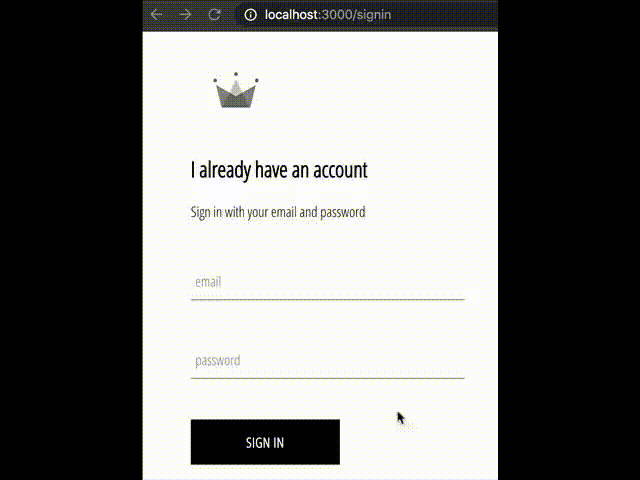 localhost:3000/signin
I already have an account
Sign in with your email and password
email
password
SIGN IN